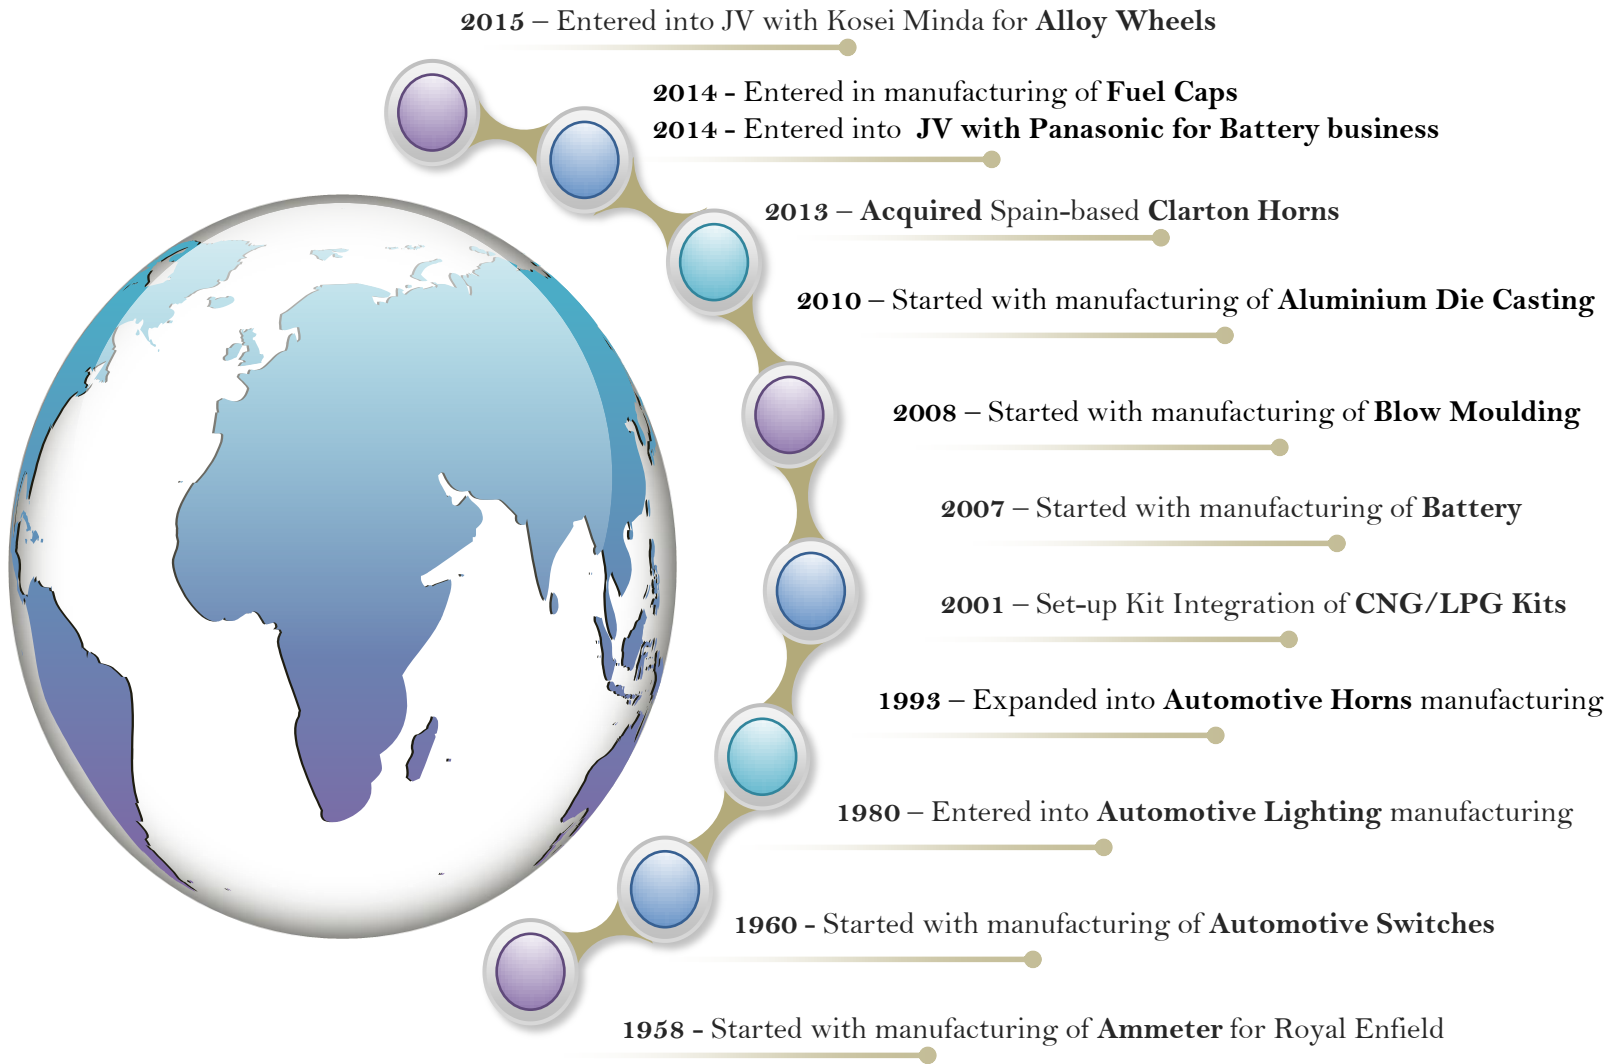 2015 – Entered into JV with Kosei Minda for Alloy Wheels
2014 - Entered in manufacturing of Fuel Caps
2014 - Entered into JV with Panasonic for Battery business
2013 – Acquired Spain-based Clarton Horns
2010 – Started with manufacturing of Aluminium Die Casting
2008 – Started with manufacturing of Blow Moulding
2007 – Started with manufacturing of Battery
2001 – Set-up Kit Integration of CNG/LPG Kits
1993 – Expanded into Automotive Horns manufacturing
1980 – Entered into Automotive Lighting manufacturing
1960 - Started with manufacturing of Automotive Switches
1958 - Started with manufacturing of Ammeter for Royal Enfield